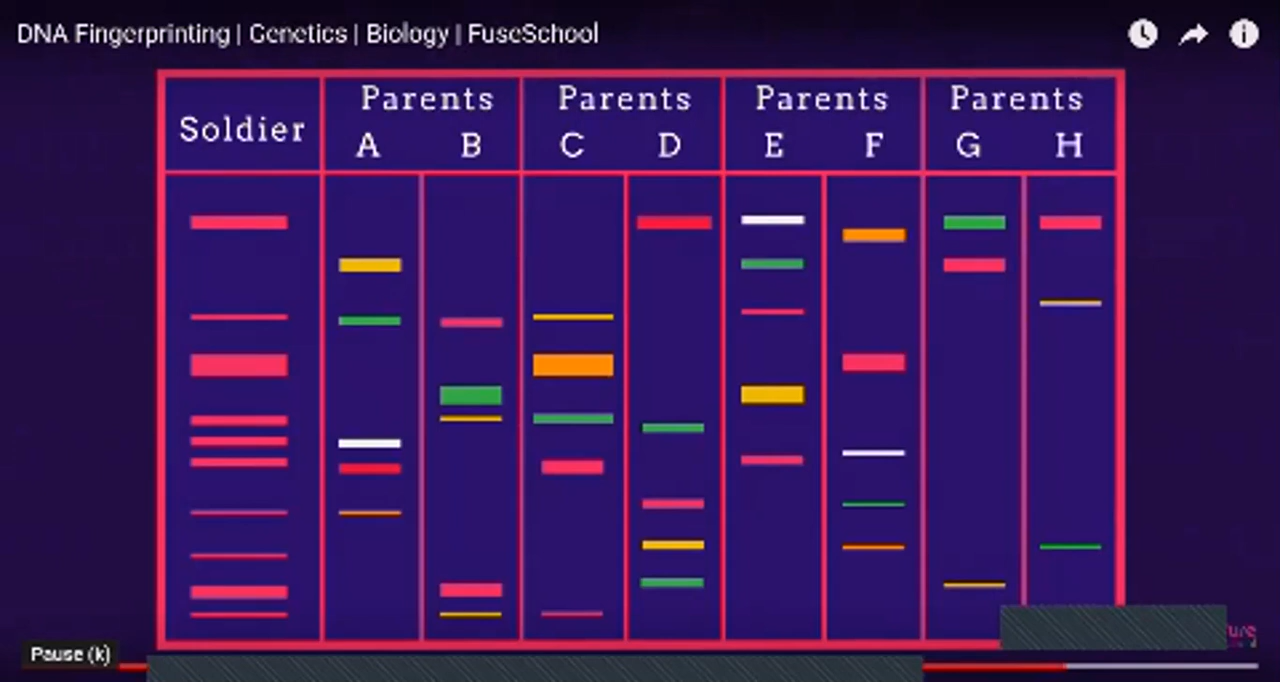 DNA Fingerprinting | Genetics | Biology | FuseSchool
Soldier
Parents
A B
Parents
C D
Parents
E F
Parents
G H
Pause (k)